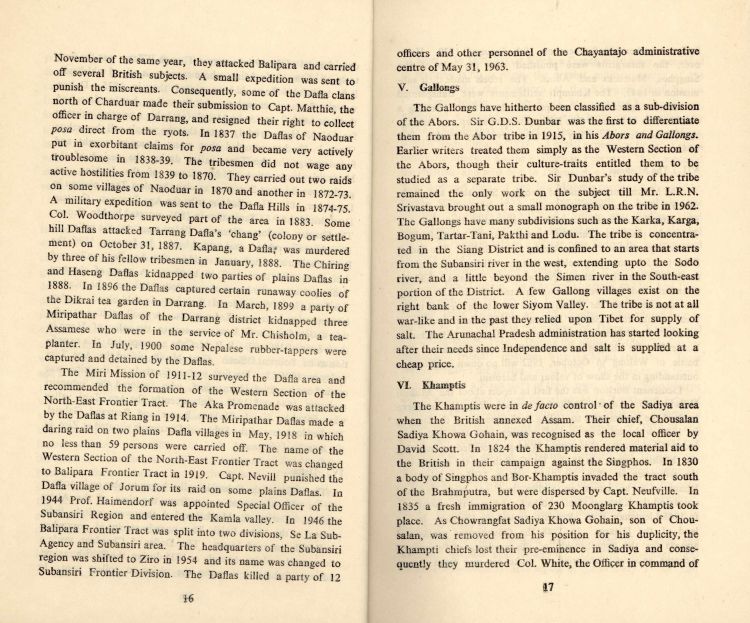 November of the same year, they attacked Balipara and carried
off several British subjects. A small expedition was sent to
punish the miscreants. Consequently, some of the Dafla clans
north of Charduar made their submission to Capt. Matthie, the
officer in charge of Darrang, and resigned their right to collect
posa direct from the ryots. In 1837 the Daflas of Naoduar
put in exorbitant claims for posa and became very actively
troublesome in 1838-39. The tribesmen did not wage any
active hostilities from 1839 to 1870. They carried out two raids
on some villages of Naoduar in 1870 and another in 1872-73.
A military expedition was sent to the Dafla Hills in 1874-75.
Col. Woodthorpe surveyed part of the area in 1883. Some
hill Daflas attacked Tarrang Dafla's 'chang' (colony or settle-
ment) on October 31, 1887. Kapang, a Dafla, was murdered
by three of his fellow tribesmen in January, 1888. The Chiring
and Haseng Daflas kidnapped two parties of plains Daflas in
1888. In 1896 the Daflas captured certain runaway coolies of
the Dikrai tea garden in Darrang. In March, 1899 a party of
Miripathar Daflas of the Darrang district kidnapped three
Assamese who were in the service of Mr. Chisholm, a tea-
planter. In July, 1900 some Nepalese rubber-tappers were
captured and detained by the Daflas.
The Miri Mission of 1911-12 surveyed the Dafla area and
recommended the formation of the Western Section of the
North-East Frontier Tract. The Aka Promenade was attacked
by the Daflas at Riang in 1914. The Miripathar Daflas made a
daring raid on two plains Dafla villages in May, 1918 in which
no less than 59 persons were carried off. The name of the
Western Section of the North-East Frontier Tract was changed
to Balipara Frontier Tract in 1919. Capt. Nevill punished the
Dafla village of Jorum for its raid on some plains Daflas. In
1944 Prof. Haimendorf was appointed Special Officer of the
Subansiri Region and entered the Kamla valley. In 1946 the
Balipara Frontier Tract was split into two divisions, Se La Sub-
Agency and Subansiri area. The headquarters of the Subansiri
region was shifted to Ziro in 1954 and its name was changed to
Subansiri Frontier Division. The Daflas killed a party of 12
16
officers and other personnel of the Chayantajo administrative
centre of May 31, 1963.
V. Gallongs
The Gallongs have hitherto been classified as a sub-division
of the Abors. Sir G.D.S. Dunbar was the first to differentiate
them from the Abor tribe in 1915, in his Abors and Gallongs.
Earlier writers treated them simply as the Western Section of
the Abors, though their culture-traits entitled them to be
studied as a separate tribe. Sir Dunbar's study of the tribe
remained the only work on the subject till Mr. L.R.N.
Srivastava brought out a small monograph on the tribe in 1962.
The Gallongs have many subdivisions such as the Karka, Karga,
Bogum, Tartar-Tani, Pakthi and Lodu. The tribe is concentra-
ted in the Siang District and is confined to an area that starts
from the Subansiri river in the west, extending upto the Sodo
river, and a little beyond the Simen river in the South-east
portion of the District. A few Gallong villages exist on the
right bank of the lower Siyom Valley. The tribe is not at all
war-like and in the past they relied upon Tibet for supply of
salt. The Arunachal Pradesh administration has started looking
after their needs since Independence and salt is supplied at a
cheap price.
VI. Khamptis
The Khamptis were in de facto control of the Sadiya area
when the British annexed Assam. Their chief, Chousalan
Sadiya Khowa Gohain, was recognised as the local officer by
David Scott. In 1824 the Khamptis rendered material aid to
the British in their campaign against the Singphos. In 1830
a body of Singphos and Bor-Khamptis invaded the tract south
of the Brahmputra, but were dispersed by Capt. Neufville. In
1835 a fresh immigration of 230 Moonglarg Khamptis took
place. As Chowrangfat Sadiya Khowa Gohain, son of Chou-
salan, was removed from his position for his duplicity, the
Khampti chiefs lost their pre-eminence in Sadiya and conse-
quently they murdered Col. White, the Officer in command of
17